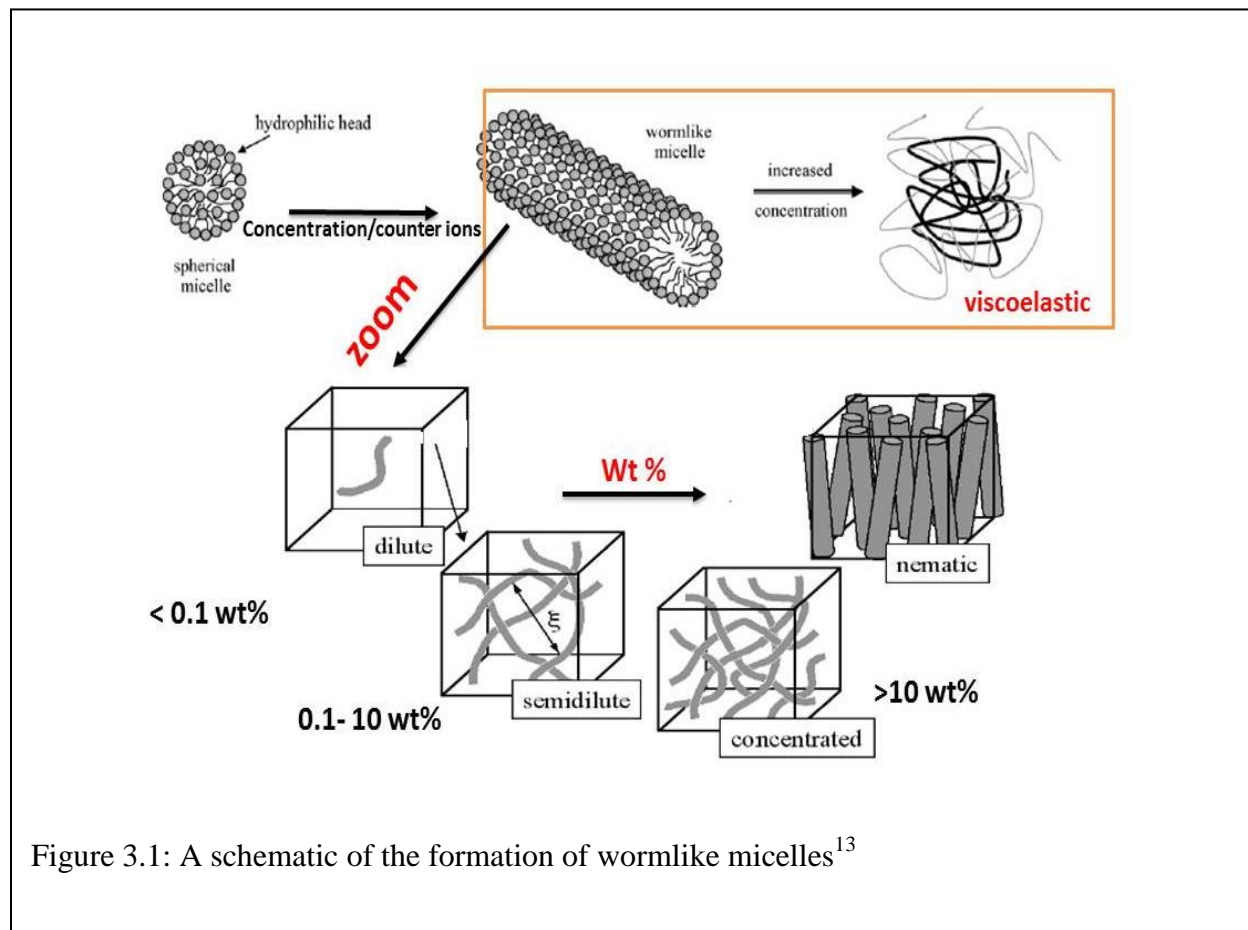 hydrophilic head
Concentration/counter ions
spherical
micelle
wormlike
micelle
increased
concentration
viscoelastic
zoom
dilute
< 0.1 wt%
Wt %
ξ
semidilute
0.1- 10 wt%
concentrated
>10 wt%
nematic
Figure 3.1: A schematic of the formation of wormlike micelles13